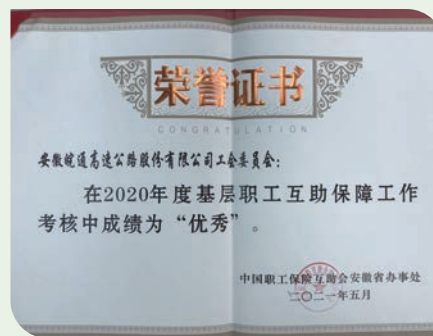 荣誉证书
CONGRATULATION
安徽皖通高速公路股份有限公司工会委员会：
在2020年度基层职工互助保障工作
考核中成绩为“优秀”。
中国职工保险互助会安徽省办事处
二〇二一年五月